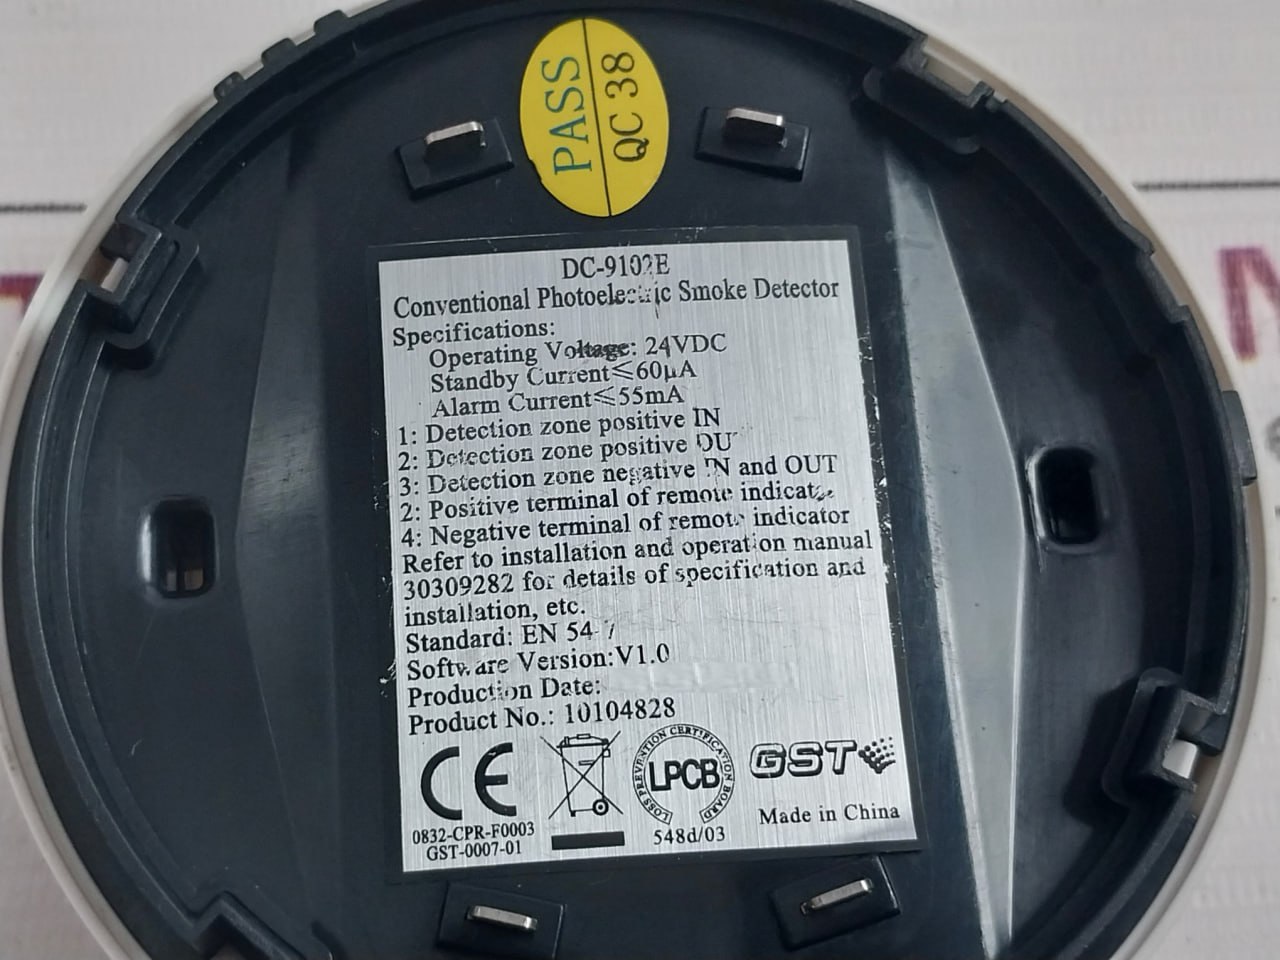 PASS
QC 38
DC-9102E
Conventional Photoelectric Smoke Detector
Specifications:
Operating Voltage: 24VDC
Standby Current≤60μA
Alarm Current≤55mA
1: Detection zone positive IN
2: Detection zone positive OUT
3: Detection zone negative IN and OUT
2: Positive terminal of remote indicator
4: Negative terminal of remote indicator
Refer to installation and operation manual
30309282 for details of specification and
installation, etc.
Standard: EN 54-7
Software Version:V1.0
Production Date:
Product No.: 10104828
CE
LOSS PREVENTION CERTIFICATION BOARD
LPCB
GST
0832-CPR-F0003
GST-0007-01
548d/03
Made in China
N